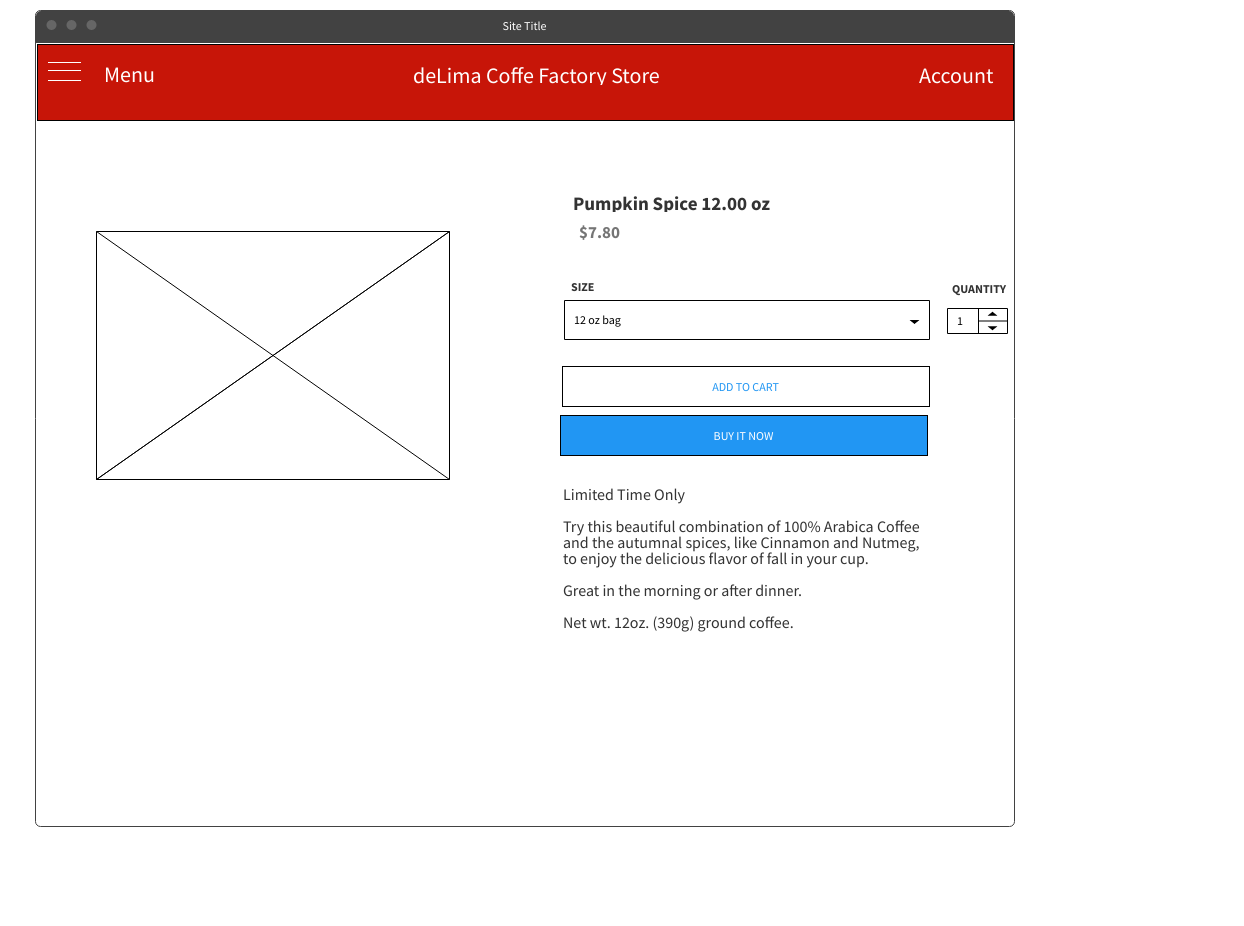 Site Title
Menu
deLima Coffe Factory Store
Account
Pumpkin Spice 12.00 oz
$7.80
SIZE
QUANTITY
12 oz bag
1
ADD TO CART
BUY IT NOW
Limited Time Only
Try this beautiful combination of 100% Arabica Coffee
and the autumnal spices, like Cinnamon and Nutmeg,
to enjoy the delicious flavor of fall in your cup.
Great in the morning or after dinner.
Net wt. 12oz. (390g) ground coffee.